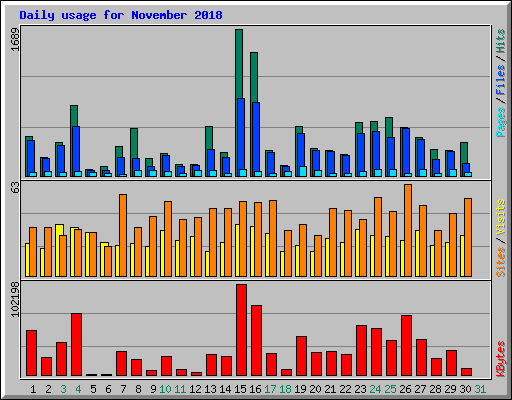 Daily usage for November 2018
1689
Pages / Files / Hits
63
Sites / Visits
102198
KBytes
1 2 3 4 5 6 7 8 9 10 11 12 13 14 15 16 17 18 19 20 21 22 23 24 25 26 27 28 29 30 31